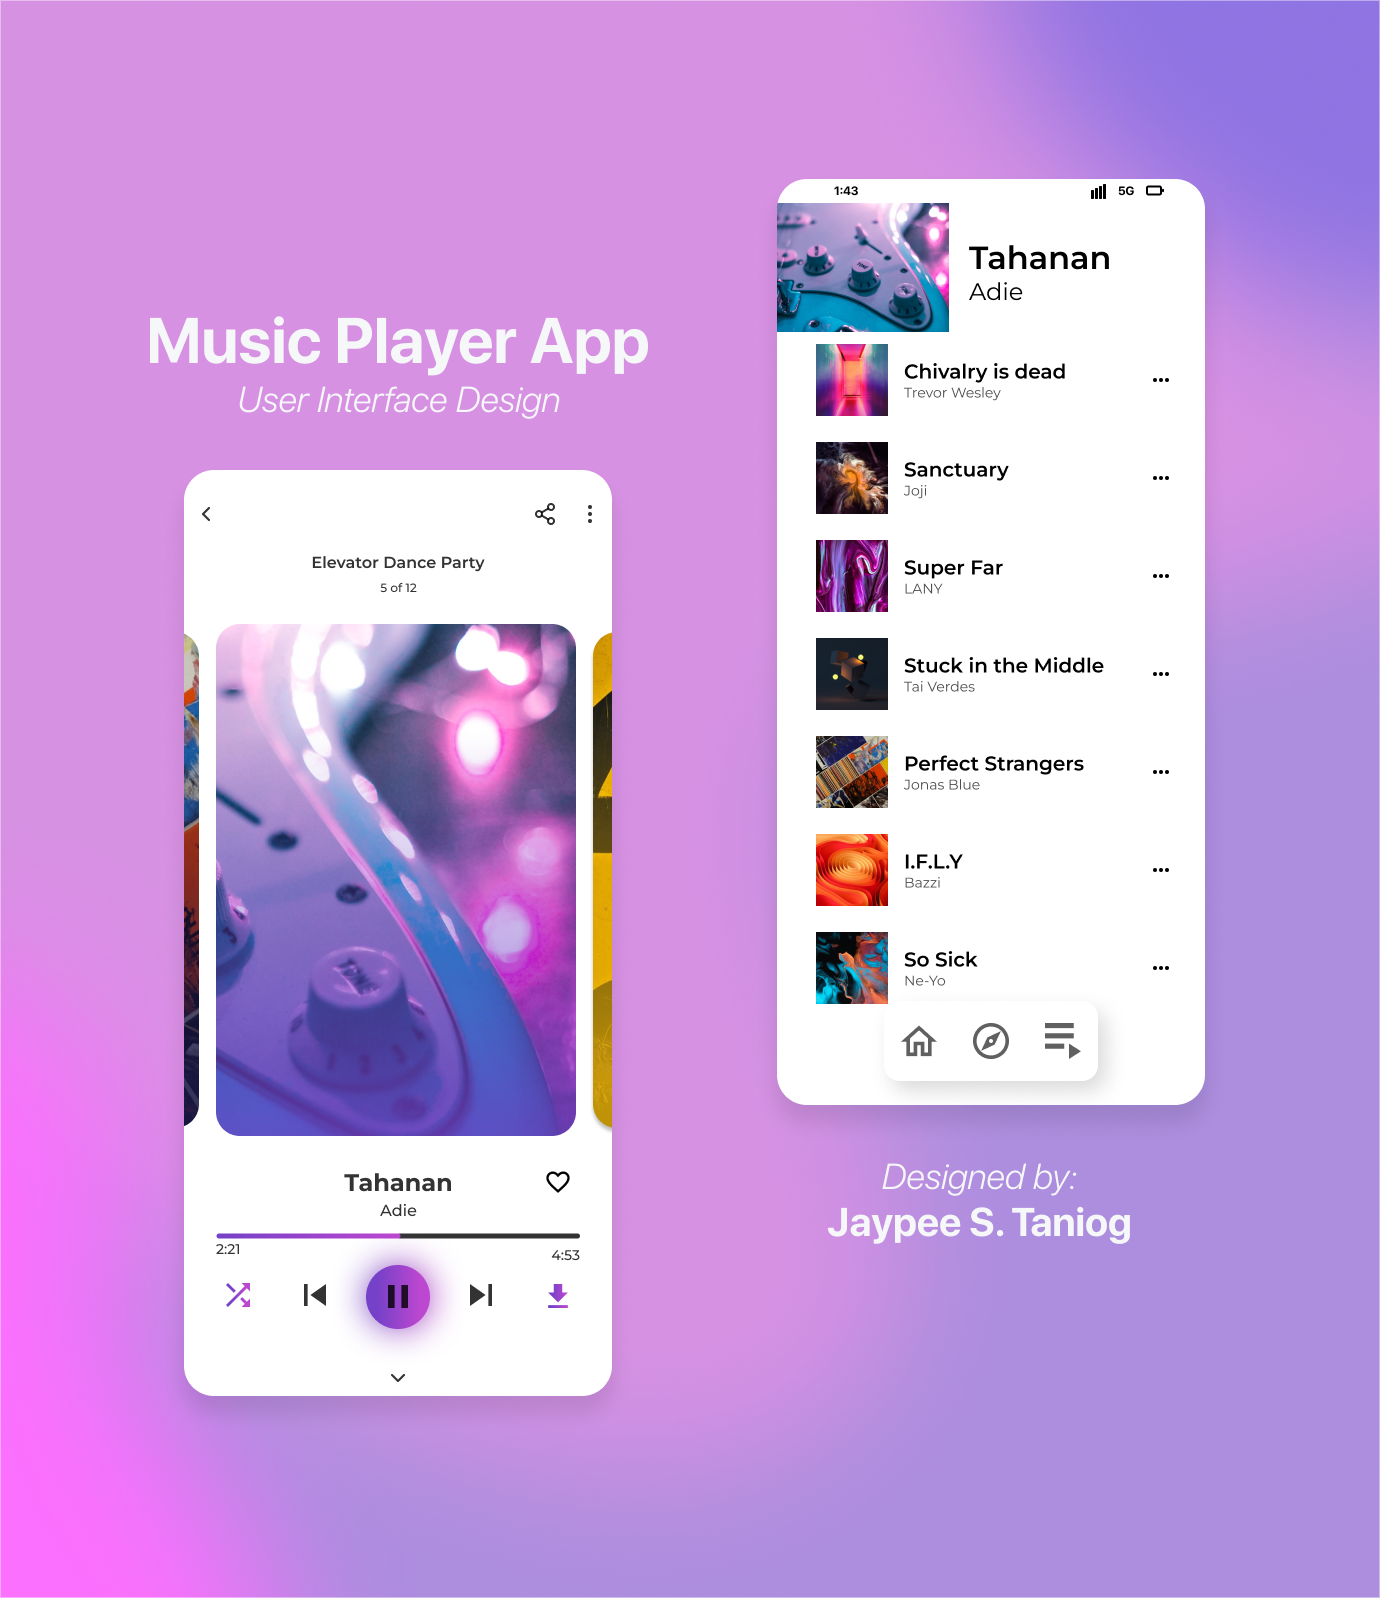 Music Player App
User Interface Design
Elevator Dance Party
5 of 12
Tahanan
Adie
2:21
4:53
1:43
5G
Tahanan
Adie
Chivalry is dead
Trevor Wesley
Sanctuary
Joji
Super Far
LANY
Stuck in the Middle
Tai Verdes
Perfect Strangers
Jonas Blue
I.F.L.Y
Bazzi
So Sick
Ne-Yo
Designed by:
Jaypee S. Taniog